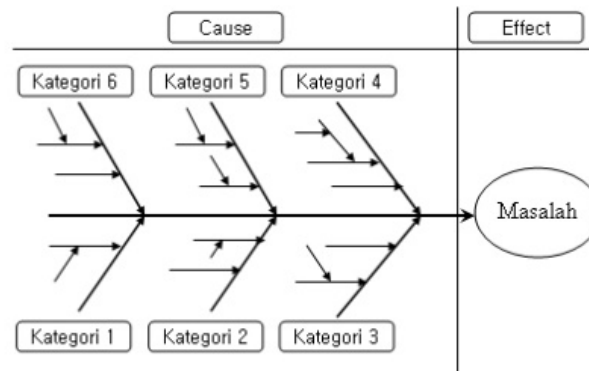 Cause
Effect
Kategori 6
Kategori 5
Kategori 4
Masalah
Kategori 1
Kategori 2
Kategori 3